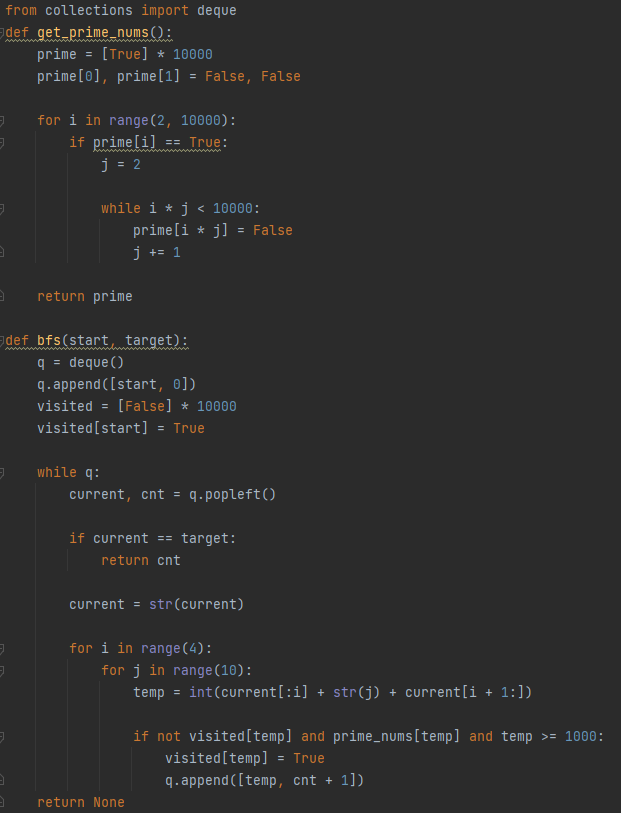 from collections import deque
def get_prime_nums():
    prime = [True] * 10000
    prime[0], prime[1] = False, False
    for i in range(2, 10000):
        if prime[i] == True:
            j = 2
            while i * j < 10000:
                prime[i * j] = False
                j += 1
    return prime
def bfs(start, target):
    q = deque()
    q.append([start, 0])
    visited = [False] * 10000
    visited[start] = True
    while q:
        current, cnt = q.popleft()
        if current == target:
            return cnt
        current = str(current)
        for i in range(4):
            for j in range(10):
                temp = int(current[:i] + str(j) + current[i + 1:])
                if not visited[temp] and prime_nums[temp] and temp >= 1000:
                    visited[temp] = True
                    q.append([temp, cnt + 1])
    return None